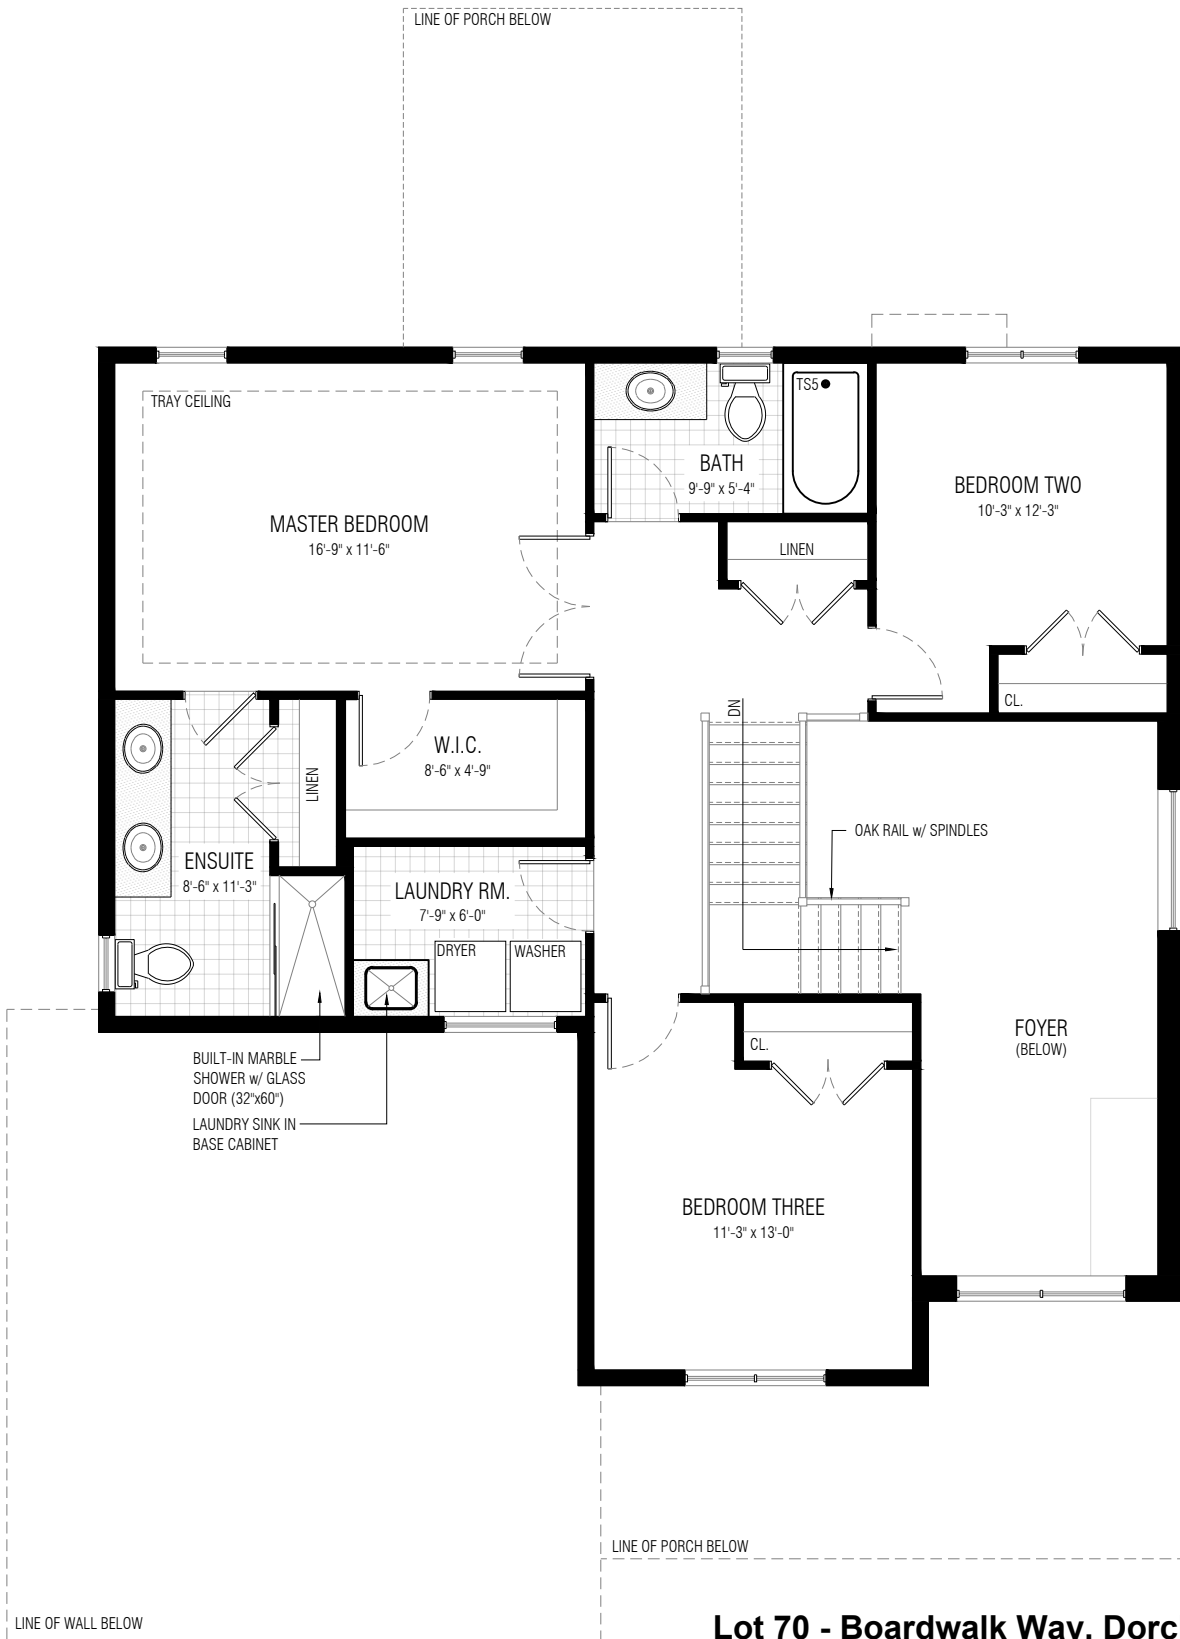 LINE OF PORCH BELOW
TRAY CEILING
TS5
BATH
9'-9" x 5'-4"
BEDROOM TWO
10'-3" x 12'-3"
MASTER BEDROOM
16'-9" x 11'-6"
LINEN
CL.
DN
W.I.C.
8'-6" x 4'-9"
LINEN
OAK RAIL w/ SPINDLES
ENSUITE
8'-6" x 11'-3"
LAUNDRY RM.
7'-9" x 6'-0"
DRYER
WASHER
FOYER
(BELOW)
CL.
BUILT-IN MARBLE
SHOWER w/ GLASS
DOOR (32"x60")
LAUNDRY SINK IN
BASE CABINET
BEDROOM THREE
11'-3" x 13'-0"
LINE OF PORCH BELOW
LINE OF WALL BELOW
Lot 70 - Boardwalk Way, Dorc